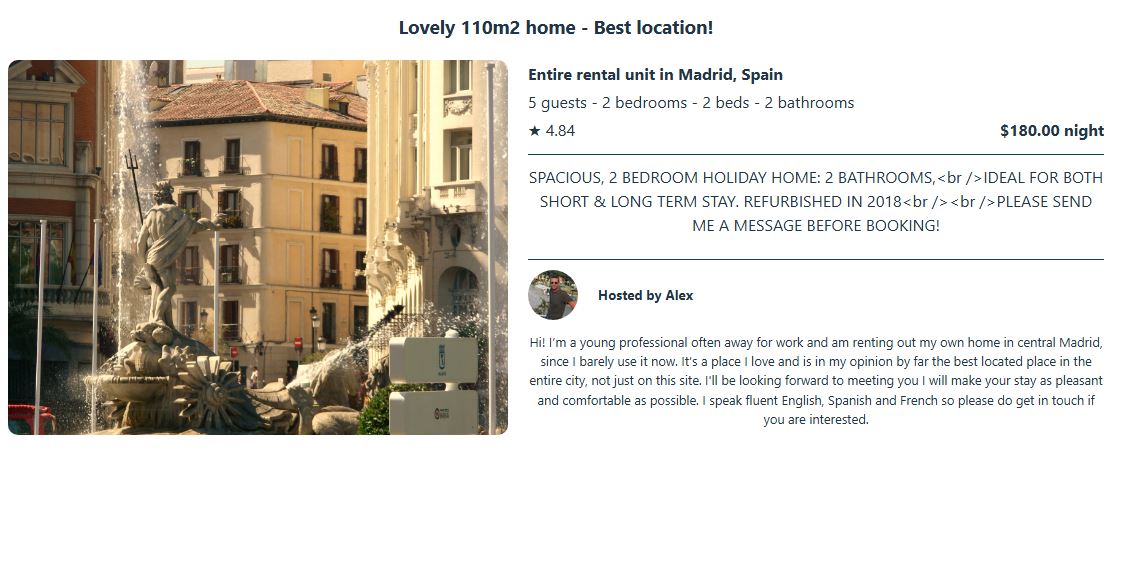 Lovely 110m2 home - Best location!
Entire rental unit in Madrid, Spain
5 guests - 2 bedrooms - 2 beds - 2 bathrooms
★ 4.84
$180.00 night
SPACIOUS, 2 BEDROOM HOLIDAY HOME: 2 BATHROOMS,<br />IDEAL FOR BOTH
SHORT & LONG TERM STAY. REFURBISHED IN 2018<br /><br />PLEASE SEND
ME A MESSAGE BEFORE BOOKING!
Hosted by Alex
Hi! I'm a young professional often away for work and am renting out my own home in central Madrid,
since I barely use it now. It's a place I love and is in my opinion by far the best located place in the
entire city, not just on this site. I'll be looking forward to meeting you I will make your stay as pleasant
and comfortable as possible. I speak fluent English, Spanish and French so please do get in touch if
you are interested.